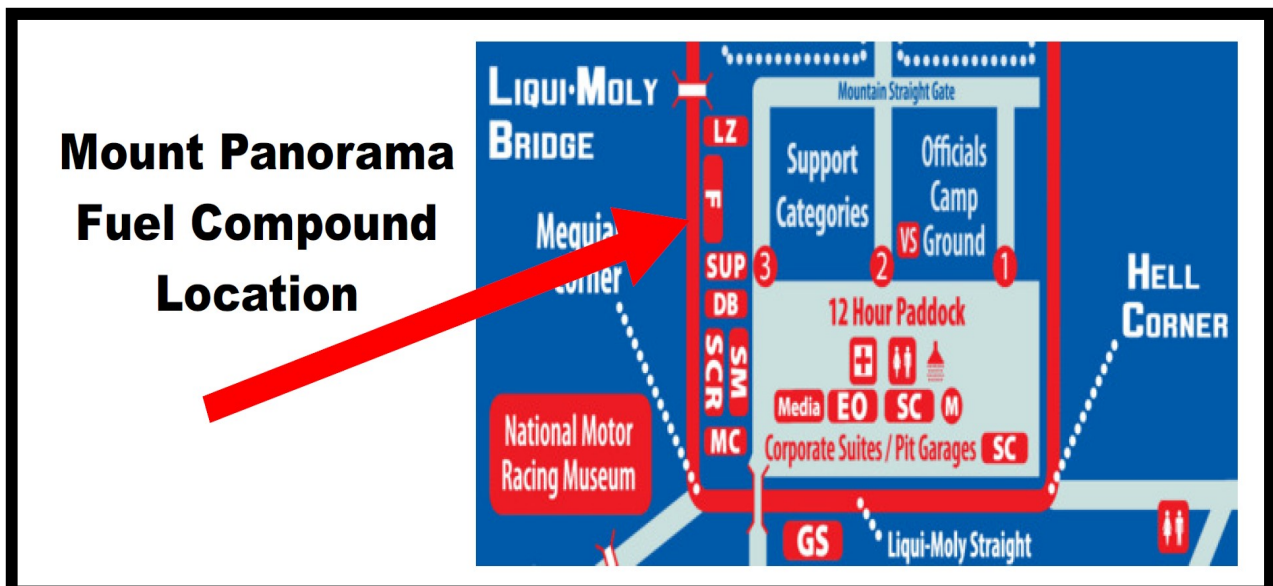 Mount Panorama
Fuel Compound
Location
LIQUI·MOLY
BRIDGE
Mountain Straight Gate
LZ
F
Support
Categories
Officials
Camp
VS Ground
SUP
3
2
1
DB
SCR
SM
MC
12 Hour Paddock
Media EO SC M
Corporate Suites / Pit Garages SC
HELL
CORNER
National Motor
Racing Museum
GS
Liqui-Moly Straight